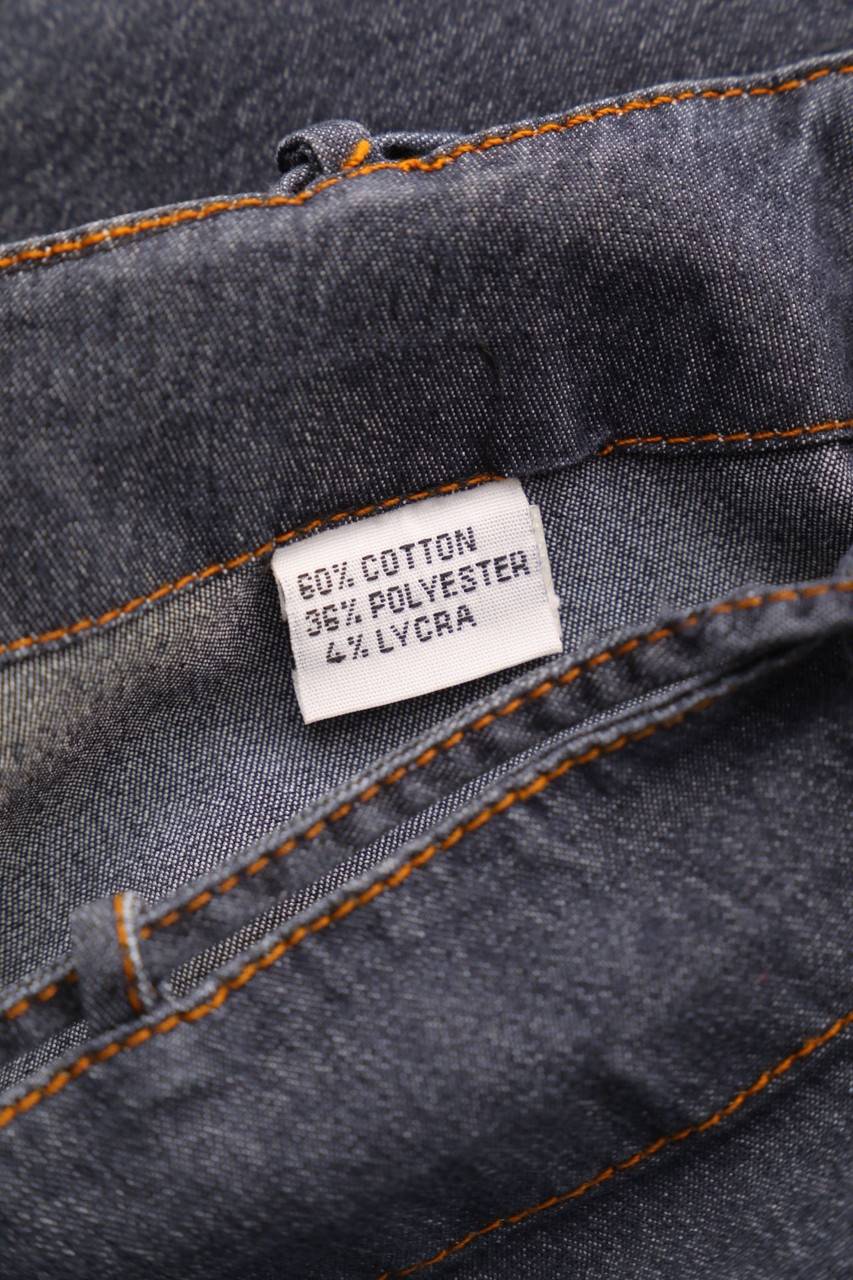 60% COTTON
36% POLYESTER
4% LYCRA